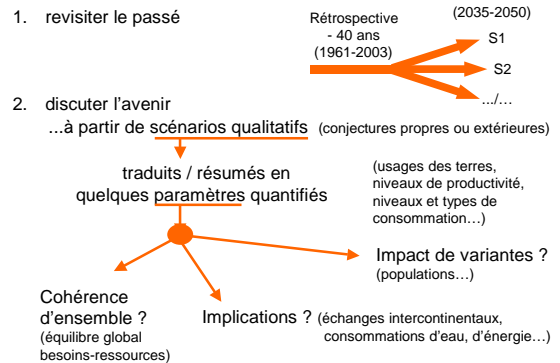 1. revisiter le passé
Rétrospective
- 40 ans
(1961-2003)
(2035-2050)
S1
S2
.../...
2. discuter l'avenir
...à partir de scénarios qualitatifs (conjectures propres ou extérieures)
traduits / résumés en
quelques paramètres quantifiés
(usages des terres,
niveaux de productivité,
niveaux et types de
consommation...)
Impact de variantes ?
(populations...)
Cohérence
d'ensemble ?
(équilibre global
besoins-ressources)
Implications ? (échanges intercontinentaux,
consommations d'eau, d'énergie...)